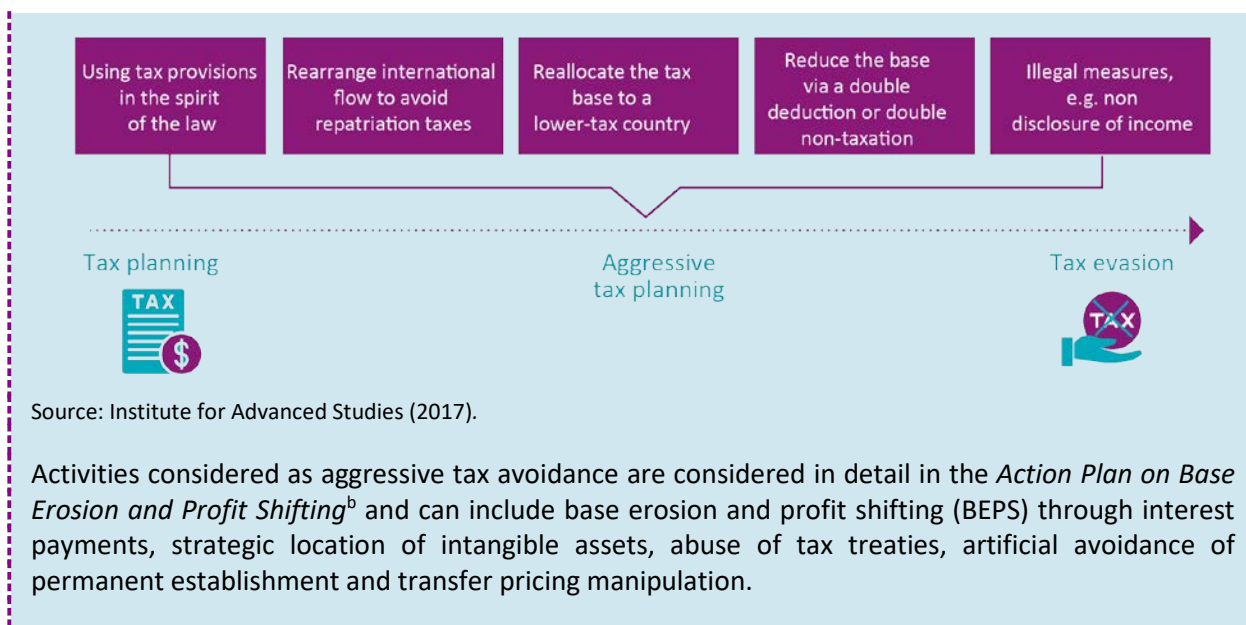 Using tax provisions
in the spirit
of the law
Rearrange international
flow to avoid
repatriation taxes
Reallocate the tax
base to a
lower-tax country
Reduce the base
via a double
deduction or double
non-taxation
Illegal measures,
e.g. non
disclosure of income
Tax planning
Aggressive
tax planning
Tax evasion
TAX
$
TAX
Source: Institute for Advanced Studies (2017).
Activities considered as aggressive tax avoidance are considered in detail in the Action Plan on Base
Erosion and Profit Shiftingᵇ and can include base erosion and profit shifting (BEPS) through interest
payments, strategic location of intangible assets, abuse of tax treaties, artificial avoidance of
permanent establishment and transfer pricing manipulation.